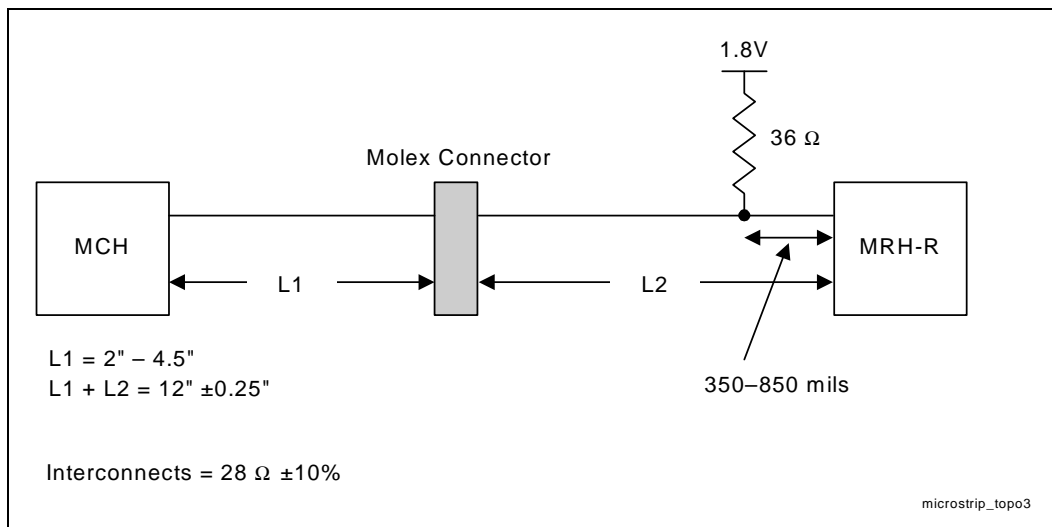 1.8V
36 Ω
Molex Connector
MCH
MRH-R
L1
L2
L1 = 2" – 4.5"
L1 + L2 = 12" ±0.25"
350–850 mils
Interconnects = 28 Ω ±10%
microstrip_topo3